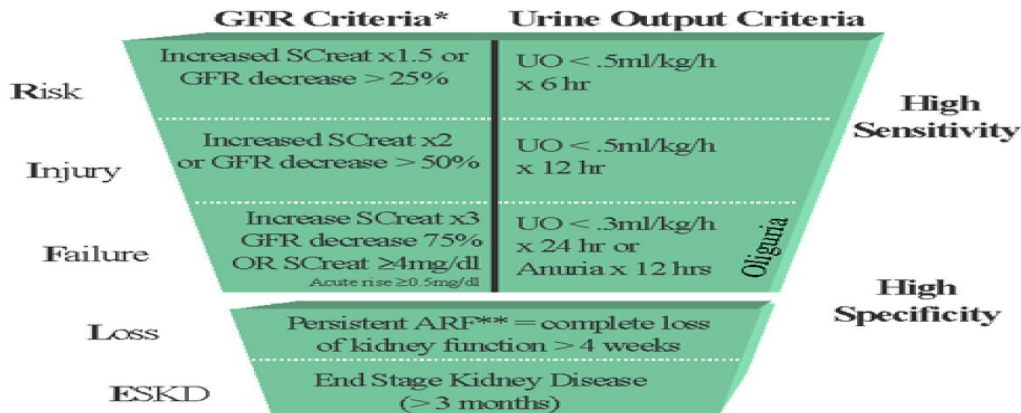 GFR Criteria* Urine Output Criteria
Risk
Increased SCreat x1.5 or
GFR decrease > 25%
UO < .5ml/kg/h
x 6 hr
High
Sensitivity
Injury
Increased SCreat x2
or GFR decrease > 50%
UO < .5ml/kg/h
x 12 hr
Failure
Increase SCreat x3
GFR decrease 75%
OR SCreat ≥4mg/dl
Acute rise ≥0.5mg/dl
UO < .3ml/kg/h
x 24 hr or
Anuria x 12 hrs
Oliguria
High
Specificity
Loss
Persistent ARF** = complete loss
of kidney function > 4 weeks
ESKD
End Stage Kidney Disease
(> 3 months)